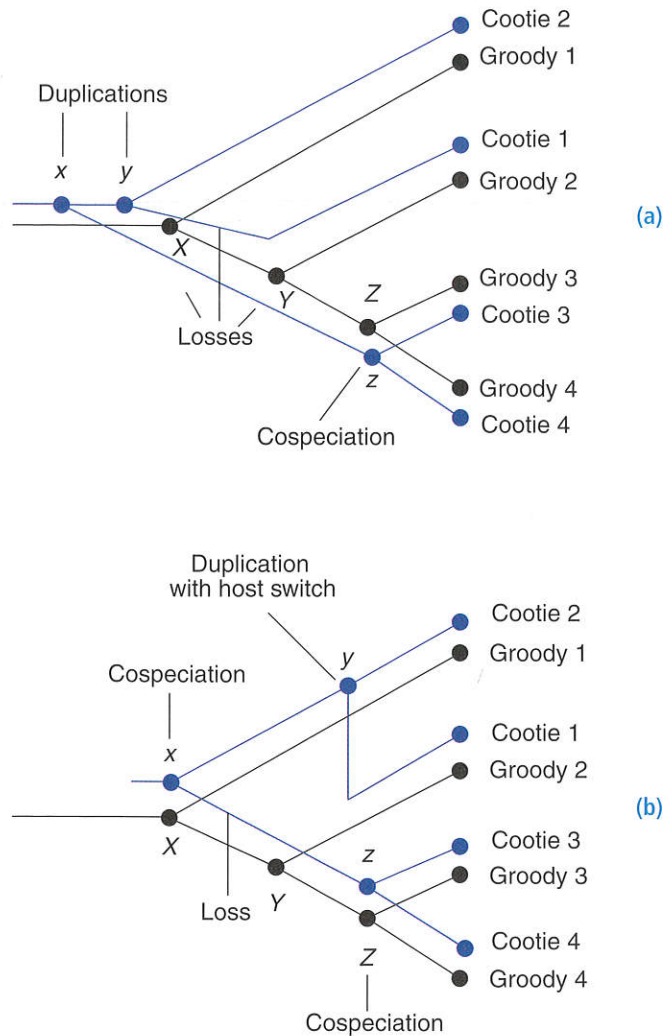 Cootie 2
Groody 1
Duplications
x
y
Cootie 1
Groody 2
(a)
X
Y
Z
Groody 3
Losses
Cootie 3
z
Groody 4
Cospeciation
Cootie 4
Duplication
with host switch
Cootie 2
y
Groody 1
Cospeciation
x
Cootie 1
Groody 2
(b)
X
z
Cootie 3
Groody 3
Y
Loss
Cootie 4
Z
Groody 4
Cospeciation